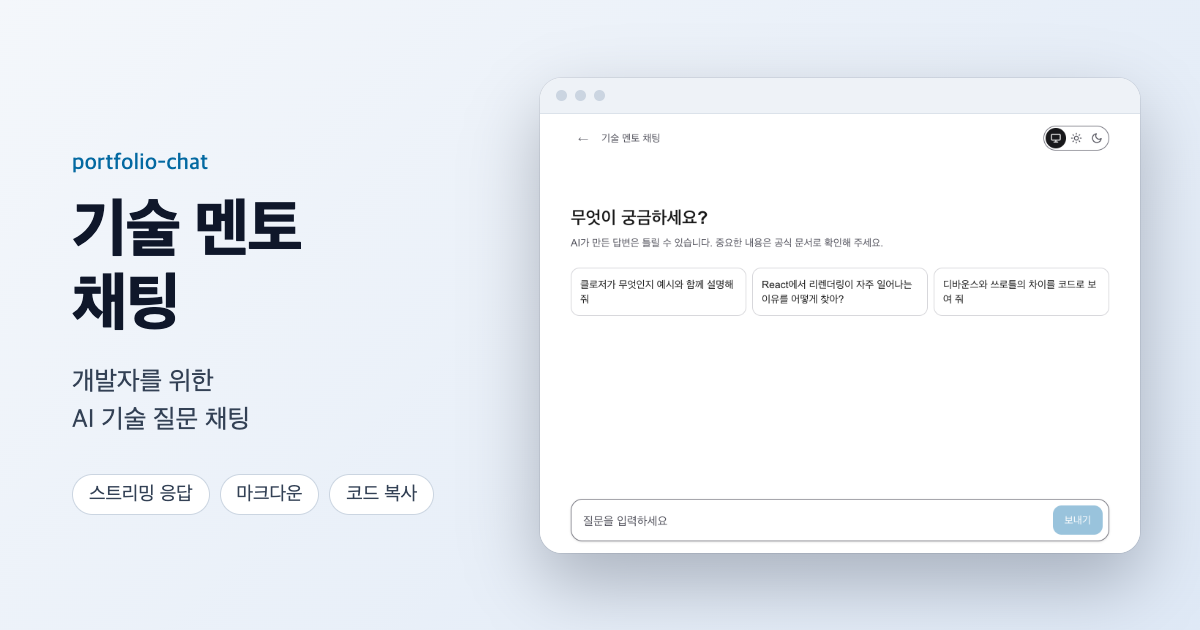 portfolio-chat
기술 멘토
채팅
개발자를 위한
AI 기술 질문 채팅
스트리밍 응답
마크다운
코드 복사
← 기술 멘토 채팅
무엇이 궁금하세요?
AI가 만든 답변은 틀릴 수 있습니다. 중요한 내용은 공식 문서로 확인해 주세요.
클로저가 무엇인지 예시와 함께 설명해
줘
React에서 리렌더링이 자주 일어나는
이유를 어떻게 찾아?
디바운스와 쓰로틀의 차이를 코드로 보
여 줘
질문을 입력하세요
보내기